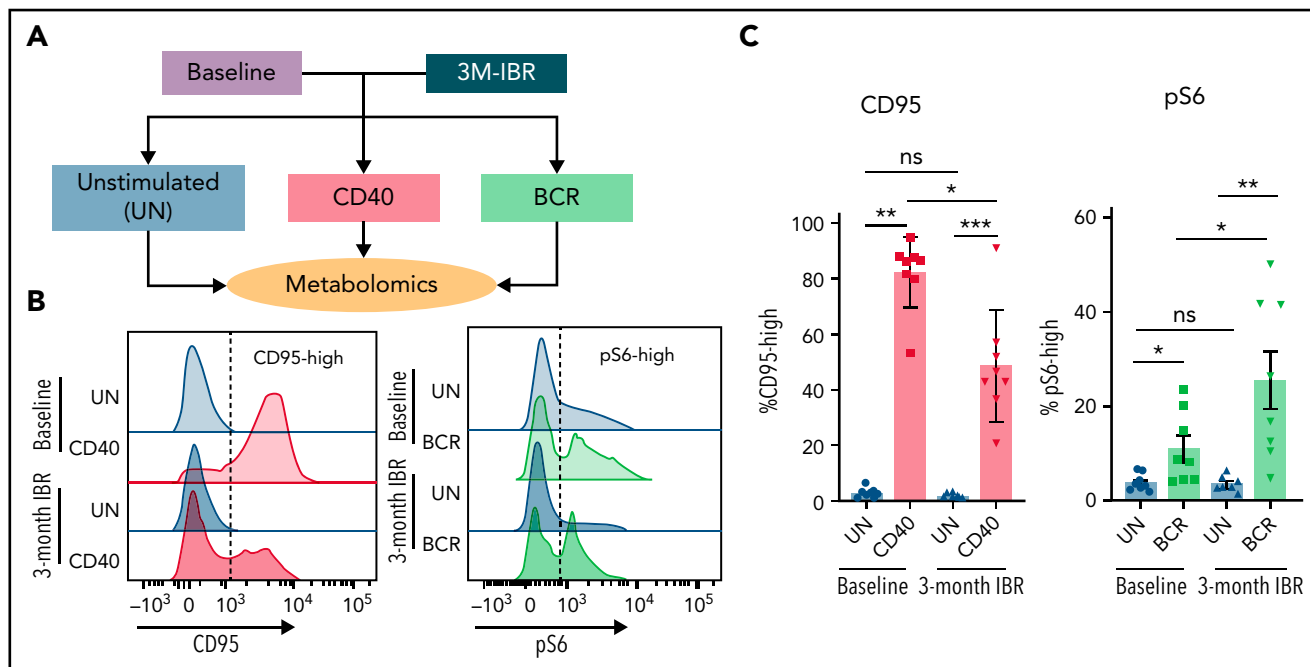 A
Baseline
3M-IBR
Unstimulated
(UN)
CD40
BCR
Metabolomics
B
CD95-high
Baseline
UN
CD40
3-month IBR
UN
CD40
–10³ 0 10³ 10⁴ 10⁵
CD95
pS6-high
Baseline
UN
BCR
3-month IBR
UN
BCR
–10³ 0 10³ 10⁴ 10⁵
pS6
C
CD95
ns
*
** ***
%CD95-high
100
80
60
40
20
0
UN CD40 UN CD40
Baseline 3-month IBR
pS6
**
*
ns
*
% pS6-high
60
40
20
0
UN BCR UN BCR
Baseline 3-month IBR